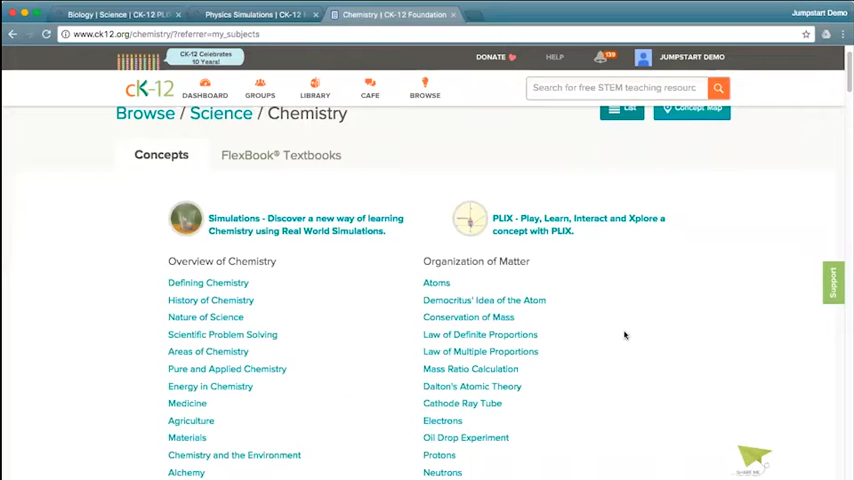 Biology | Science | CK-12 PLI
Physics Simulations | CK-12
Chemistry | CK-12 Foundation
Jumpstart Demo
www.ck12.org/chemistry/?referrer=my_subjects
CK-12 Celebrates
10 Years!
DONATE
HELP
139
JUMPSTART DEMO
cK-12
DASHBOARD
GROUPS
LIBRARY
CAFE
BROWSE
Search for free STEM teaching resourc
Browse / Science / Chemistry
List
Concept Map
Concepts
FlexBook® Textbooks
Simulations - Discover a new way of learning
Chemistry using Real World Simulations.
PLIX - Play, Learn, Interact and Xplore a
concept with PLIX.
Overview of Chemistry
Defining Chemistry
History of Chemistry
Nature of Science
Scientific Problem Solving
Areas of Chemistry
Pure and Applied Chemistry
Energy in Chemistry
Medicine
Agriculture
Materials
Chemistry and the Environment
Alchemy
Organization of Matter
Atoms
Democritus' Idea of the Atom
Conservation of Mass
Law of Definite Proportions
Law of Multiple Proportions
Mass Ratio Calculation
Dalton's Atomic Theory
Cathode Ray Tube
Electrons
Oil Drop Experiment
Protons
Neutrons
Support
SHARE ME